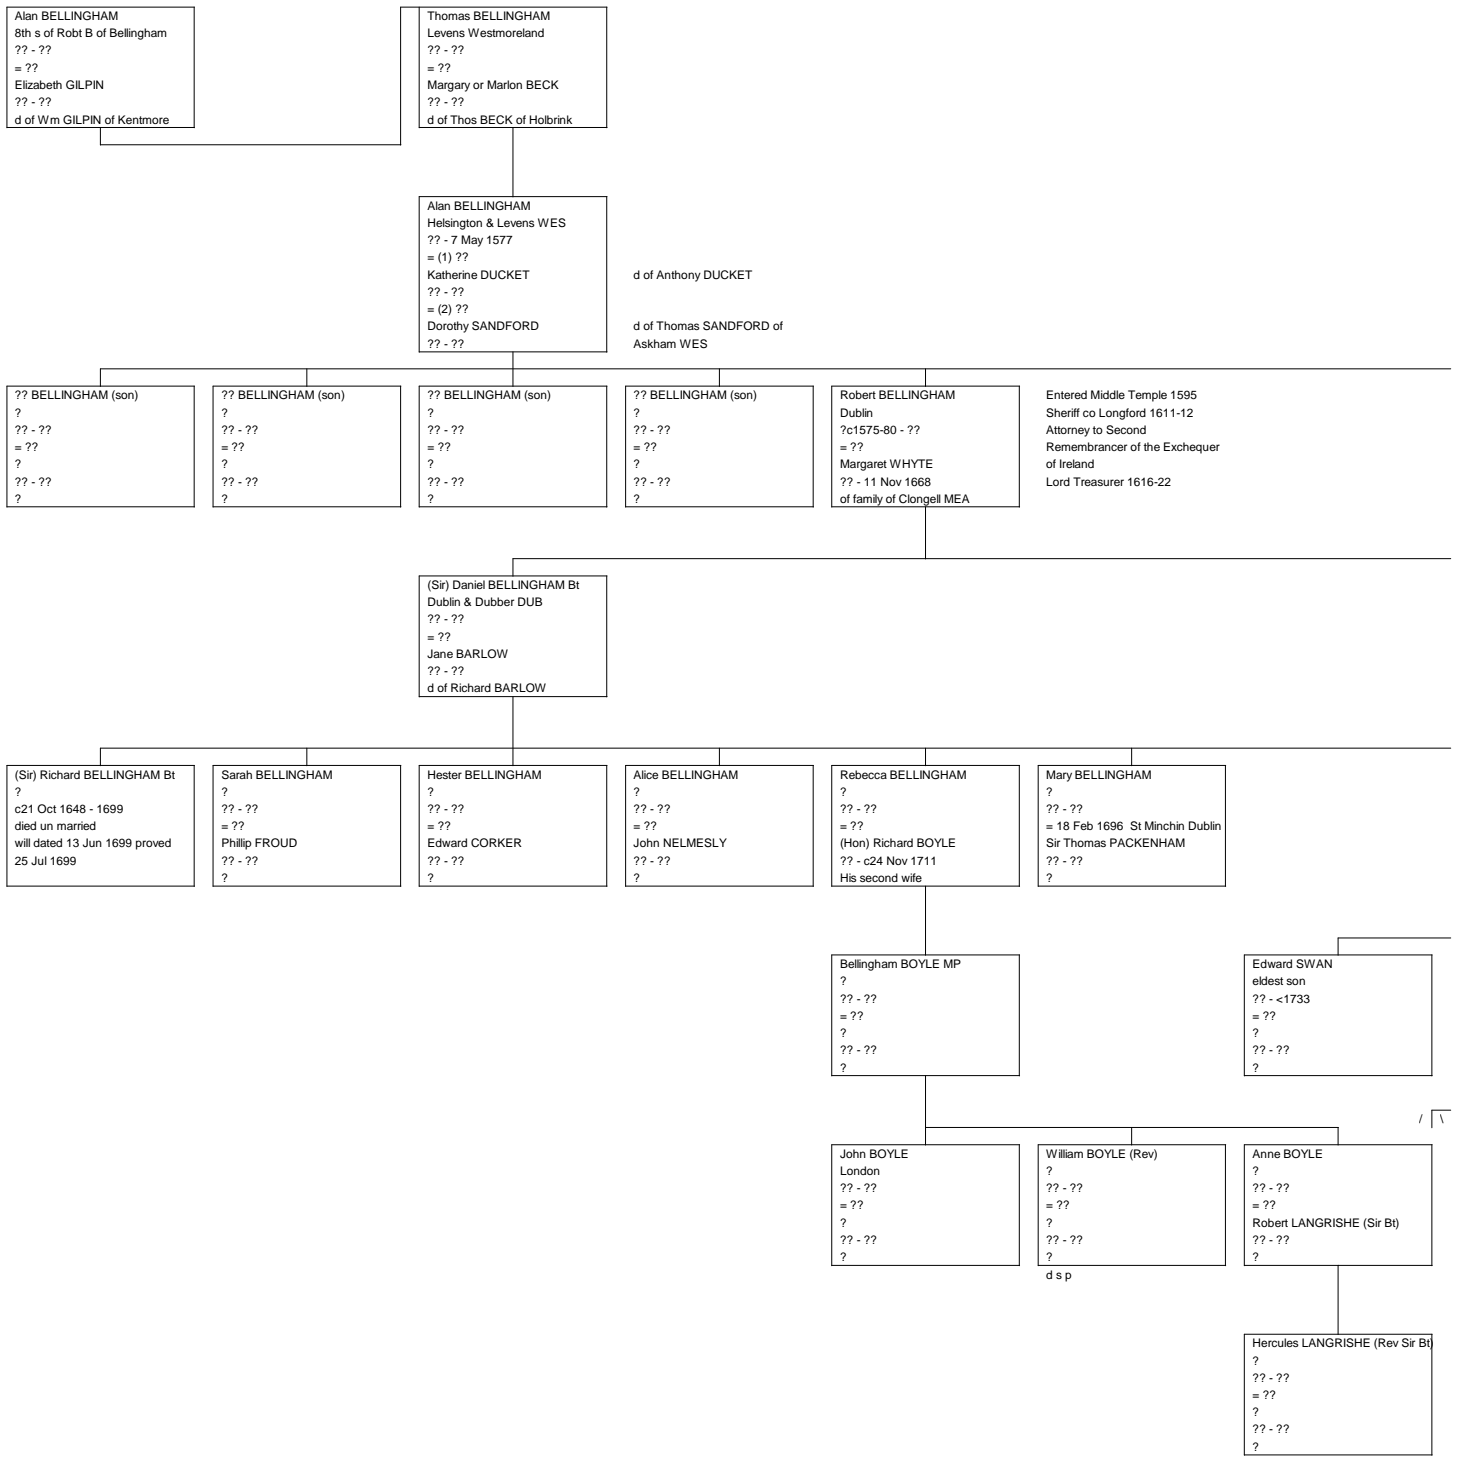 Alan BELLINGHAM
8th s of Robt B of Bellingham
?? - ??
= ??
Elizabeth GILPIN
?? - ??
d of Wm GILPIN of Kentmore
Thomas BELLINGHAM
Levens Westmoreland
?? - ??
= ??
Margary or Marlon BECK
?? - ??
d of Thos BECK of Holbrink
Alan BELLINGHAM
Helsington & Levens WES
?? - 7 May 1577
= (1) ??
Katherine DUCKET
?? - ??
= (2) ??
Dorothy SANDFORD
?? - ??
d of Anthony DUCKET
d of Thomas SANDFORD of
Askham WES
?? BELLINGHAM (son)
?
?? - ??
= ??
?
?? - ??
?
?? BELLINGHAM (son)
?
?? - ??
= ??
?
?? - ??
?
?? BELLINGHAM (son)
?
?? - ??
= ??
?
?? - ??
?
?? BELLINGHAM (son)
?
?? - ??
= ??
?
?? - ??
?
Robert BELLINGHAM
Dublin
?c1575-80 - ??
= ??
Margaret WHYTE
?? - 11 Nov 1668
of family of Clongell MEA
Entered Middle Temple 1595
Sheriff co Longford 1611-12
Attorney to Second
Remembrancer of the Exchequer
of Ireland
Lord Treasurer 1616-22
(Sir) Daniel BELLINGHAM Bt
Dublin & Dubber DUB
?? - ??
= ??
Jane BARLOW
?? - ??
d of Richard BARLOW
(Sir) Richard BELLINGHAM Bt
?
c21 Oct 1648 - 1699
died un married
will dated 13 Jun 1699 proved
25 Jul 1699
Sarah BELLINGHAM
?
?? - ??
= ??
Phillip FROUD
?? - ??
?
Hester BELLINGHAM
?
?? - ??
= ??
Edward CORKER
?? - ??
?
Alice BELLINGHAM
?
?? - ??
= ??
John NELMESLY
?? - ??
?
Rebecca BELLINGHAM
?
?? - ??
= ??
(Hon) Richard BOYLE
?? - c24 Nov 1711
His second wife
Mary BELLINGHAM
?
?? - ??
= 18 Feb 1696 St Minchin Dublin
Sir Thomas PACKENHAM
?? - ??
?
Bellingham BOYLE MP
?
?? - ??
= ??
?
?? - ??
?
Edward SWAN
eldest son
?? - <1733
= ??
?
?? - ??
?
/ \
John BOYLE
London
?? - ??
= ??
?
?? - ??
?
William BOYLE (Rev)
?
?? - ??
= ??
?
?? - ??
?
d s p
Anne BOYLE
?
?? - ??
= ??
Robert LANGRISHE (Sir Bt)
?? - ??
?
Hercules LANGRISHE (Rev Sir Bt)
?
?? - ??
= ??
?
?? - ??
?